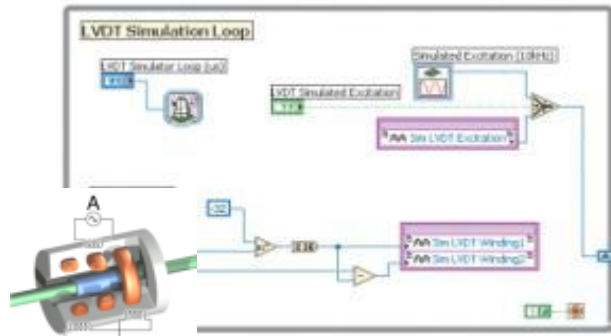 LVDT Simulation Loop
Simulated Excitation (10kHz)
LVDT Simulator Loop (us)
LVDT Simulated Excitation
Sim LVDT Excitation
-32
Sim LVDT Winding1
Sim LVDT Winding2
A